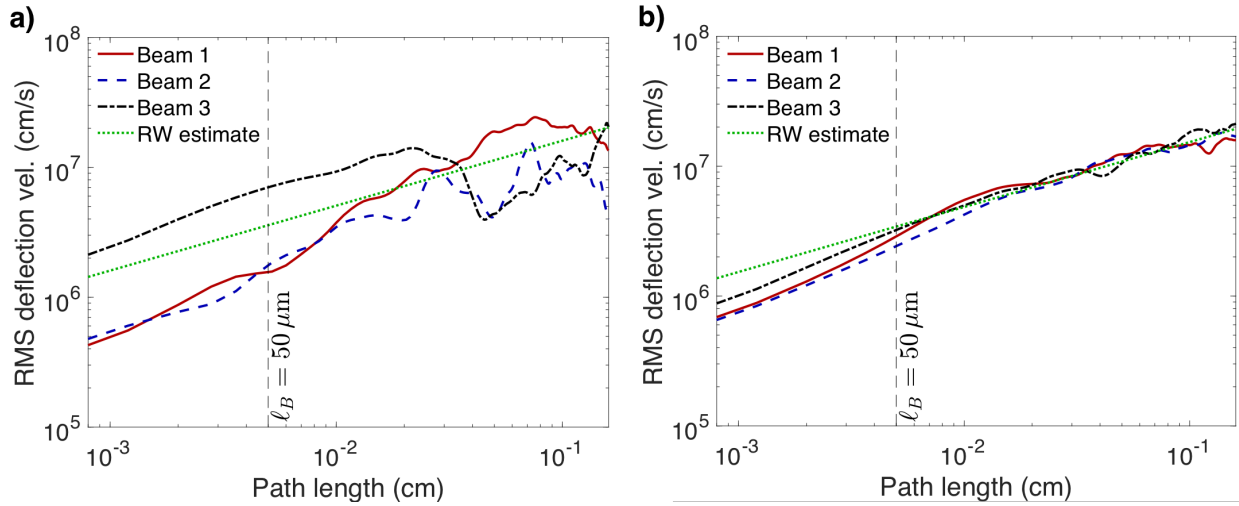 a)
RMS deflection vel. (cm/s)
10^8
10^7
10^6
10^5
Beam 1
Beam 2
Beam 3
RW estimate
ℓ_B = 50 μm
10^-3
10^-2
10^-1
Path length (cm)
b)
RMS deflection vel. (cm/s)
10^8
10^7
10^6
10^5
Beam 1
Beam 2
Beam 3
RW estimate
ℓ_B = 50 μm
10^-3
10^-2
10^-1
Path length (cm)